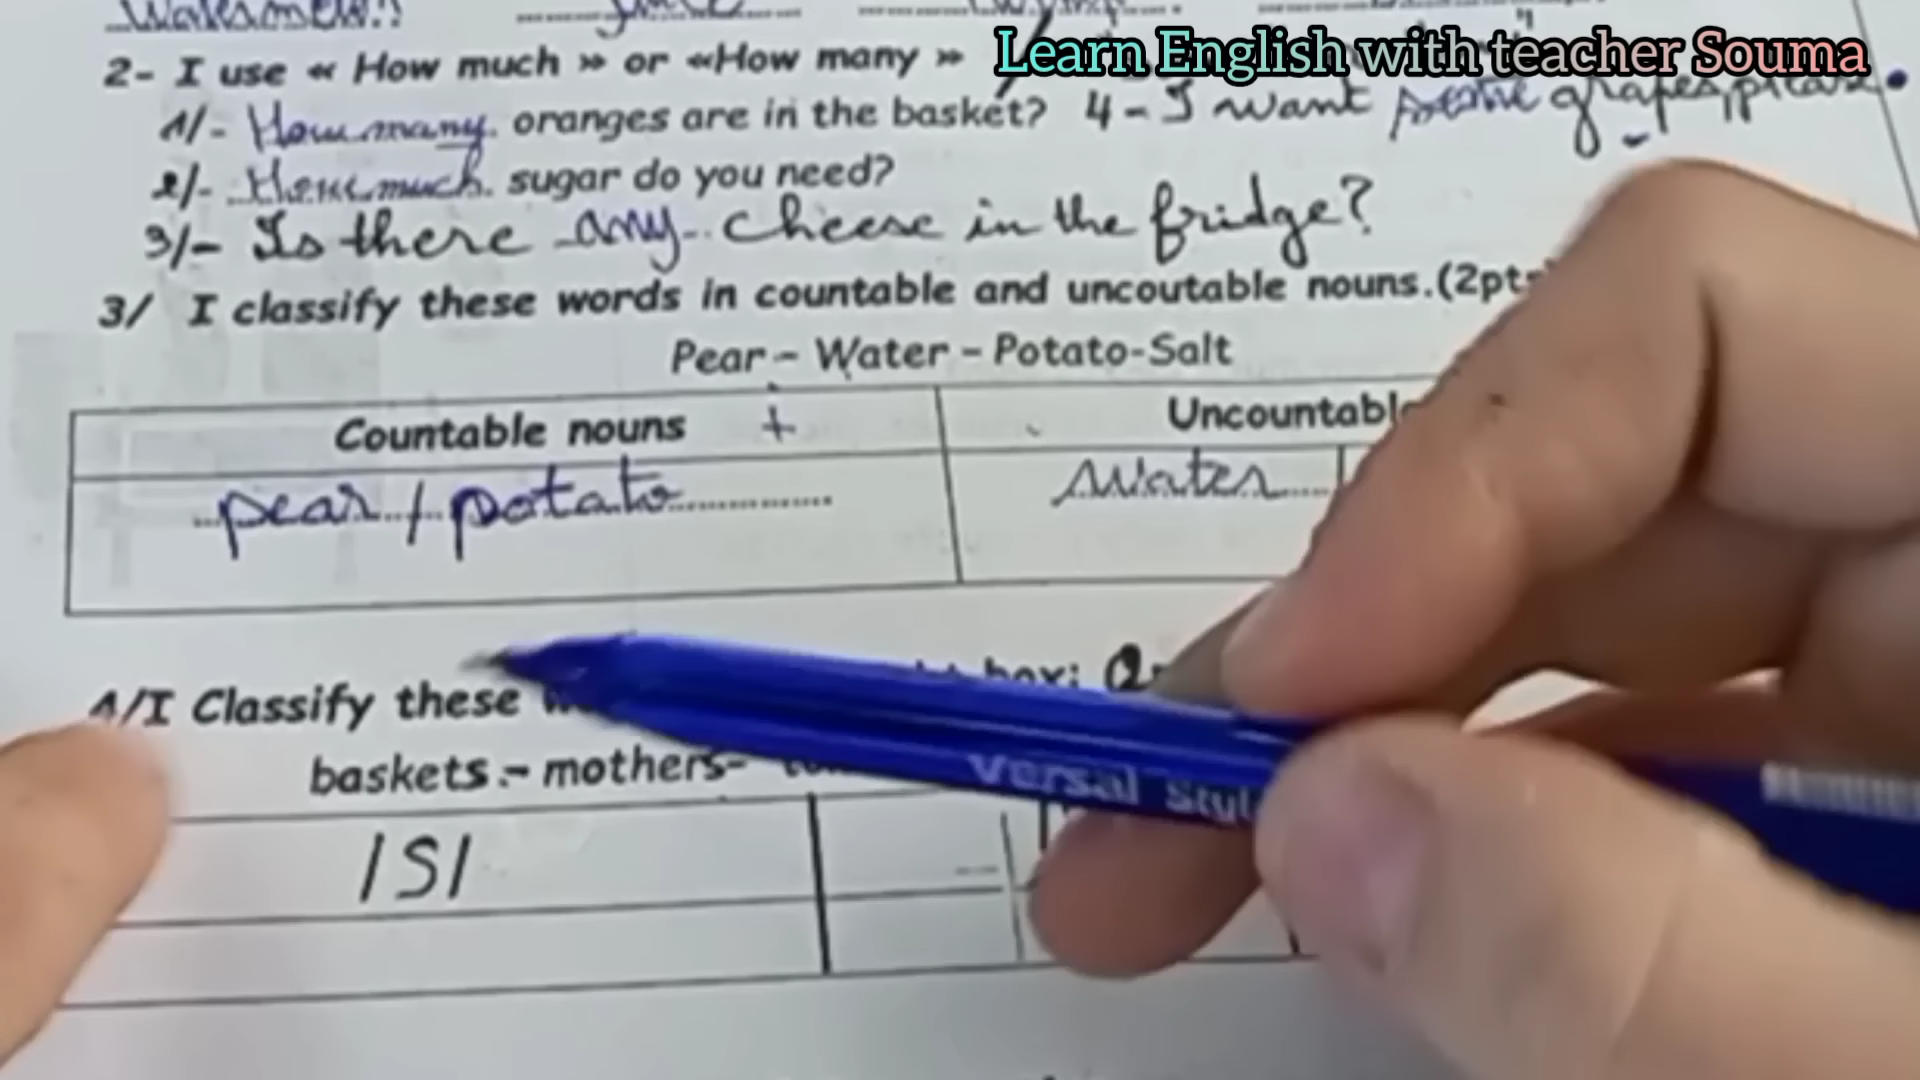 Learn English with teacher Souma
2- I use « How much » or «How many »
1/- How many oranges are in the basket? 4 - I want some grapes, please.
2/- How much sugar do you need?
3/- Is there any cheese in the fridge?
3/ I classify these words in countable and uncoutable nouns.(2pts
Pear - Water - Potato-Salt
Countable nouns +
Uncountabl
pear / potato
water
4/I Classify these
box:
baskets.- mothers-
/S/
Versal Styl